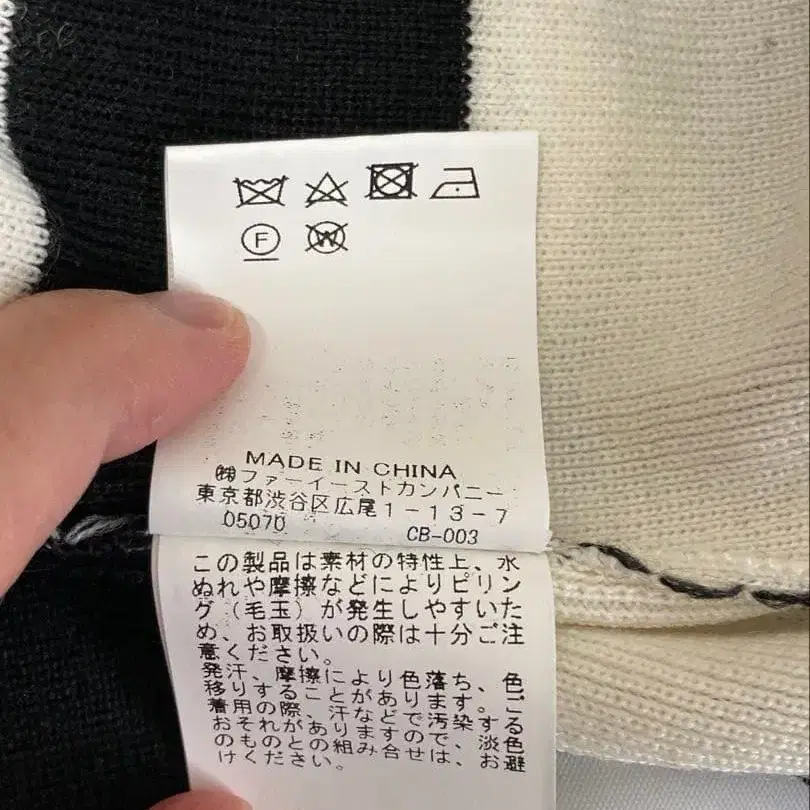 F
W
MADE IN CHINA
㈱ファーイーストカンパニー
東京都渋谷区広尾1-13-7
05070 CB-003
この製品は素材の特性上、水
ぬれや摩擦などによりピリン
グ(毛玉)が発生しやすいた
め、お取扱いの際は十分ご注
意ください。
発汗、摩擦により色落ち、色
移りすることがあります。ご
着用の際、汗などで汚染する
おそれがありますので、淡色
のものとの組み合せは、お避
けください。